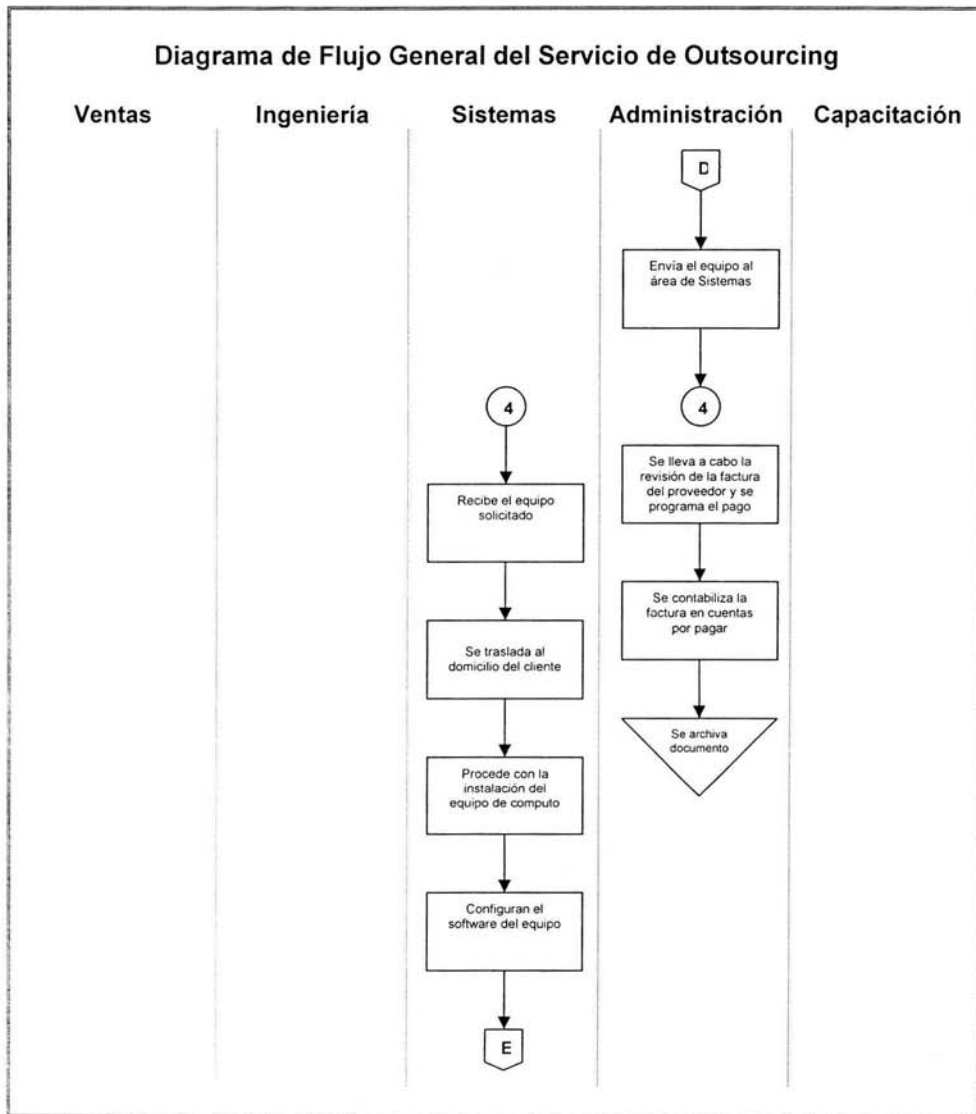 Diagrama de Flujo General del Servicio de Outsourcing
Ventas
Ingeniería
Sistemas
Administración
Capacitación
D
Envía el equipo al
área de Sistemas
4
4
Se lleva a cabo la
revisión de la factura
del proveedor y se
programa el pago
Recibe el equipo
solicitado
Se contabiliza la
factura en cuentas
por pagar
Se traslada al
domicilio del cliente
Se archiva
documento
Procede con la
instalación del
equipo de computo
Configuran el
software del equipo
E